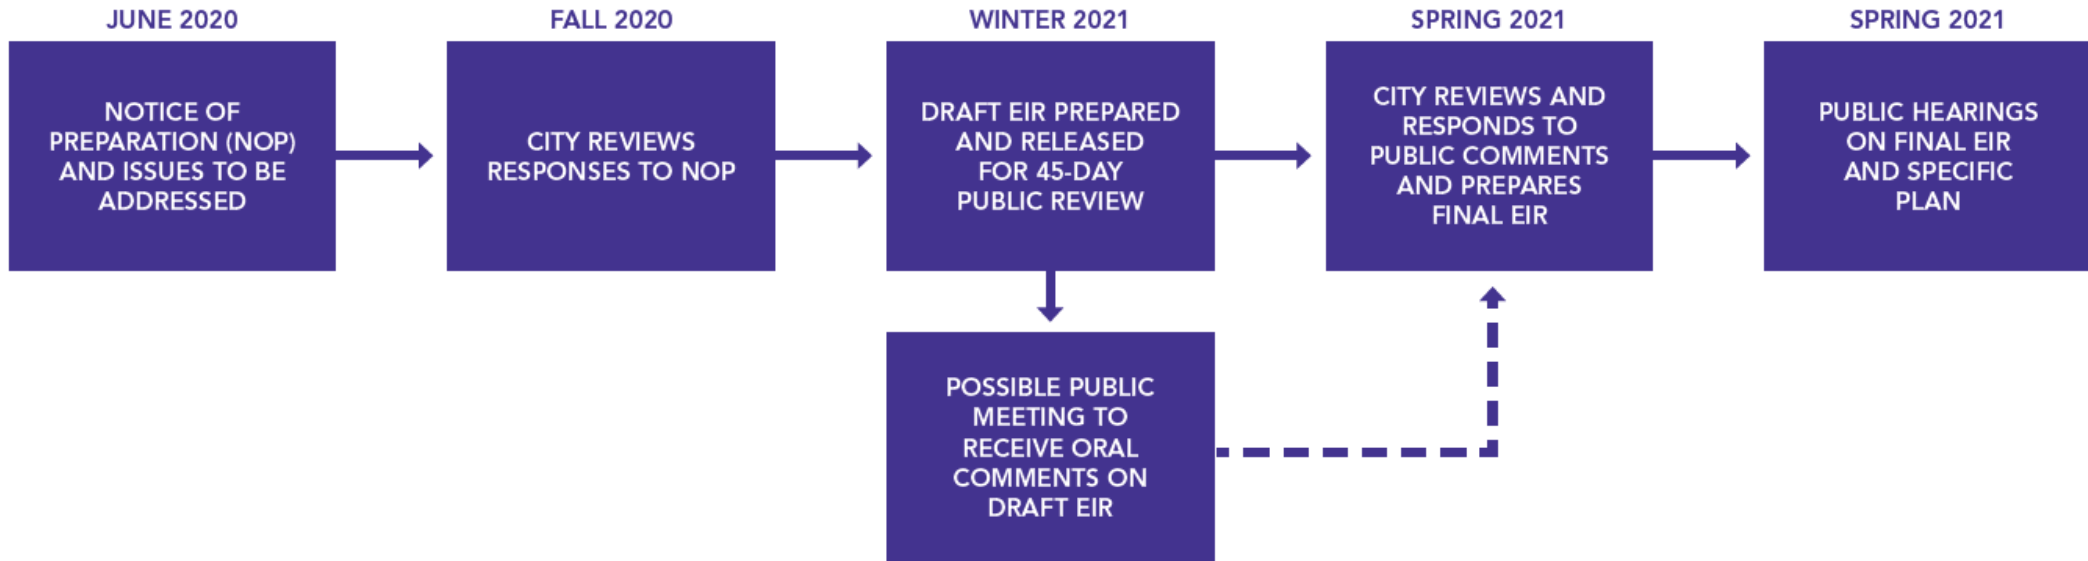 JUNE 2020
NOTICE OF
PREPARATION (NOP)
AND ISSUES TO BE
ADDRESSED
FALL 2020
CITY REVIEWS
RESPONSES TO NOP
WINTER 2021
DRAFT EIR PREPARED
AND RELEASED
FOR 45-DAY
PUBLIC REVIEW
POSSIBLE PUBLIC
MEETING TO
RECEIVE ORAL
COMMENTS ON
DRAFT EIR
SPRING 2021
CITY REVIEWS AND
RESPONDS TO
PUBLIC COMMENTS
AND PREPARES
FINAL EIR
SPRING 2021
PUBLIC HEARINGS
ON FINAL EIR
AND SPECIFIC
PLAN